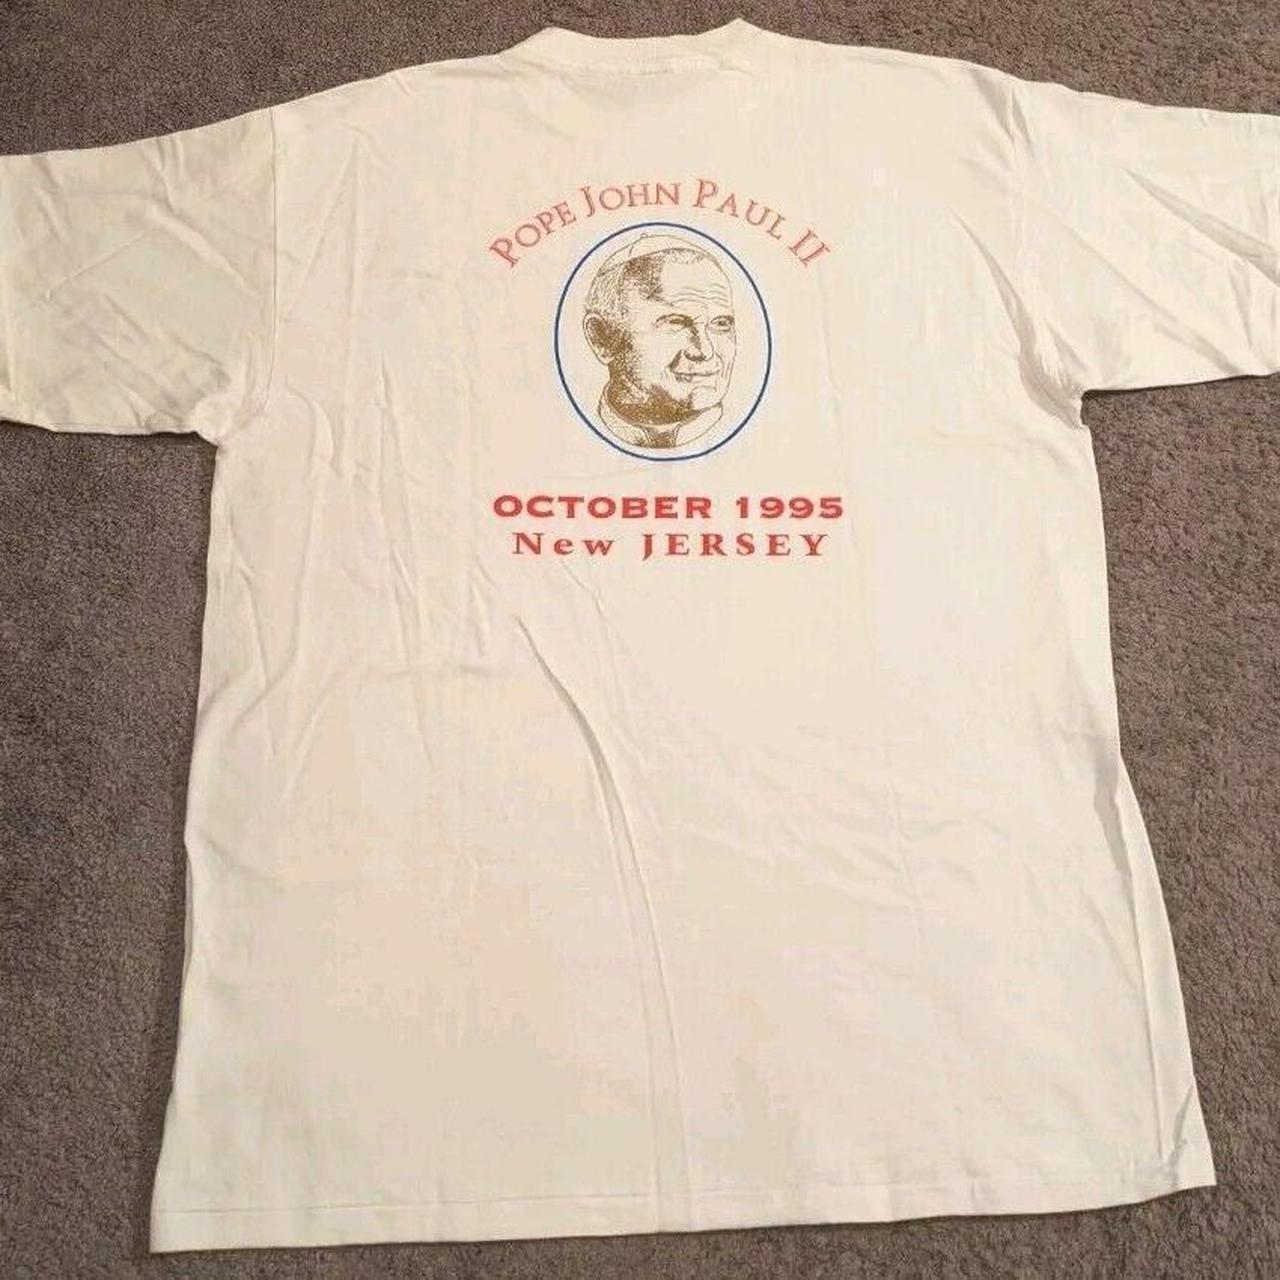 POPE JOHN PAUL II
OCTOBER 1995
New JERSEY